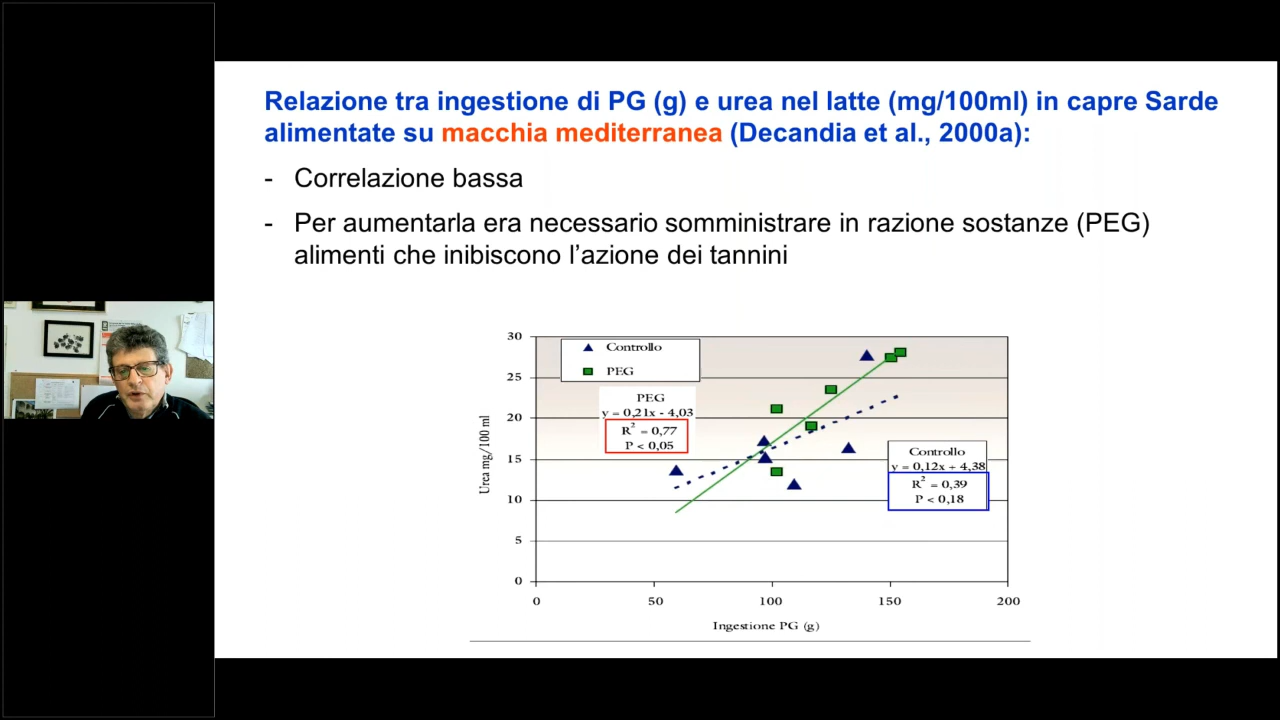 Relazione tra ingestione di PG (g) e urea nel latte (mg/100ml) in capre Sarde
alimentate su macchia mediterranea (Decandia et al., 2000a):
- Correlazione bassa
- Per aumentarla era necessario somministrare in razione sostanze (PEG)
alimenti che inibiscono l'azione dei tannini
30
25
20
15
10
5
0
Urea mg/100 ml
Controllo
PEG
PEG
y = 0,21x - 4,03
R² = 0,77
P < 0,05
Controllo
y = 0,12x + 4,38
R² = 0,39
P < 0,18
0 50 100 150 200
Ingestione PG (g)